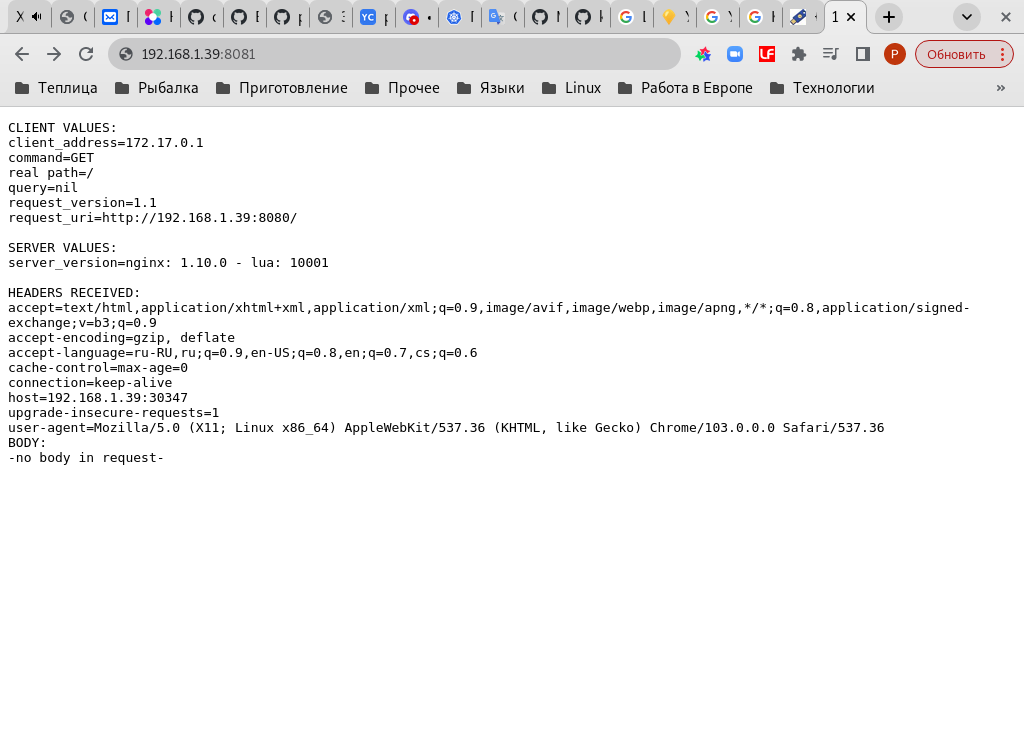 192.168.1.39:8081
Обновить
Теплица Рыбалка Приготовление Прочее Языки Linux Работа в Европе Технологии »
CLIENT VALUES:
client_address=172.17.0.1
command=GET
real path=/
query=nil
request_version=1.1
request_uri=http://192.168.1.39:8080/
SERVER VALUES:
server_version=nginx: 1.10.0 - lua: 10001
HEADERS RECEIVED:
accept=text/html,application/xhtml+xml,application/xml;q=0.9,image/avif,image/webp,image/apng,*/*;q=0.8,application/signed-
exchange;v=b3;q=0.9
accept-encoding=gzip, deflate
accept-language=ru-RU,ru;q=0.9,en-US;q=0.8,en;q=0.7,cs;q=0.6
cache-control=max-age=0
connection=keep-alive
host=192.168.1.39:30347
upgrade-insecure-requests=1
user-agent=Mozilla/5.0 (X11; Linux x86_64) AppleWebKit/537.36 (KHTML, like Gecko) Chrome/103.0.0.0 Safari/537.36
BODY:
-no body in request-